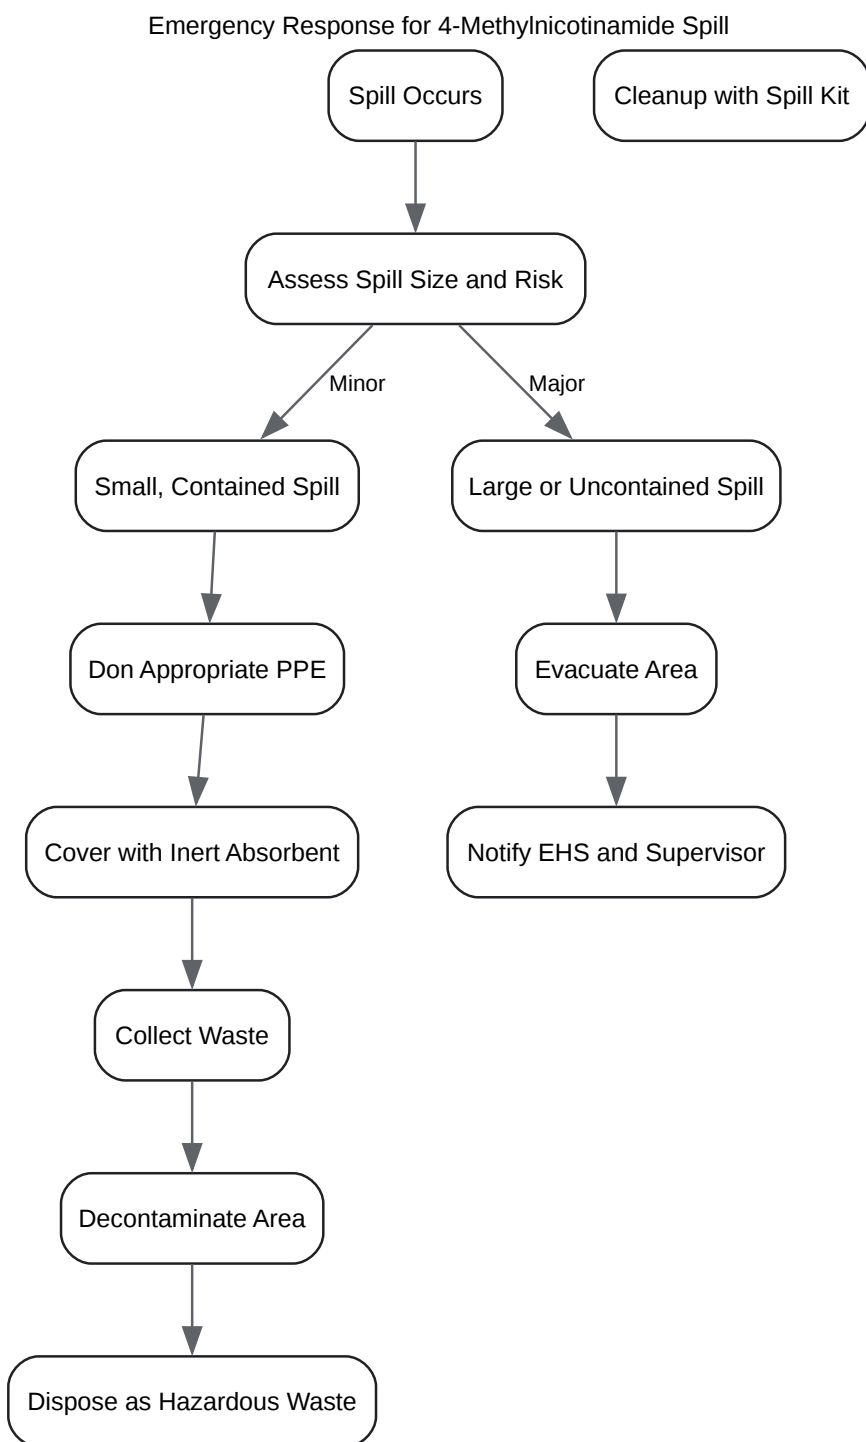 Emergency Response for 4-Methylnicotinamide Spill
Spill Occurs
Cleanup with Spill Kit
Assess Spill Size and Risk
Minor
Major
Small, Contained Spill
Large or Uncontained Spill
Don Appropriate PPE
Evacuate Area
Cover with Inert Absorbent
Notify EHS and Supervisor
Collect Waste
Decontaminate Area
Dispose as Hazardous Waste